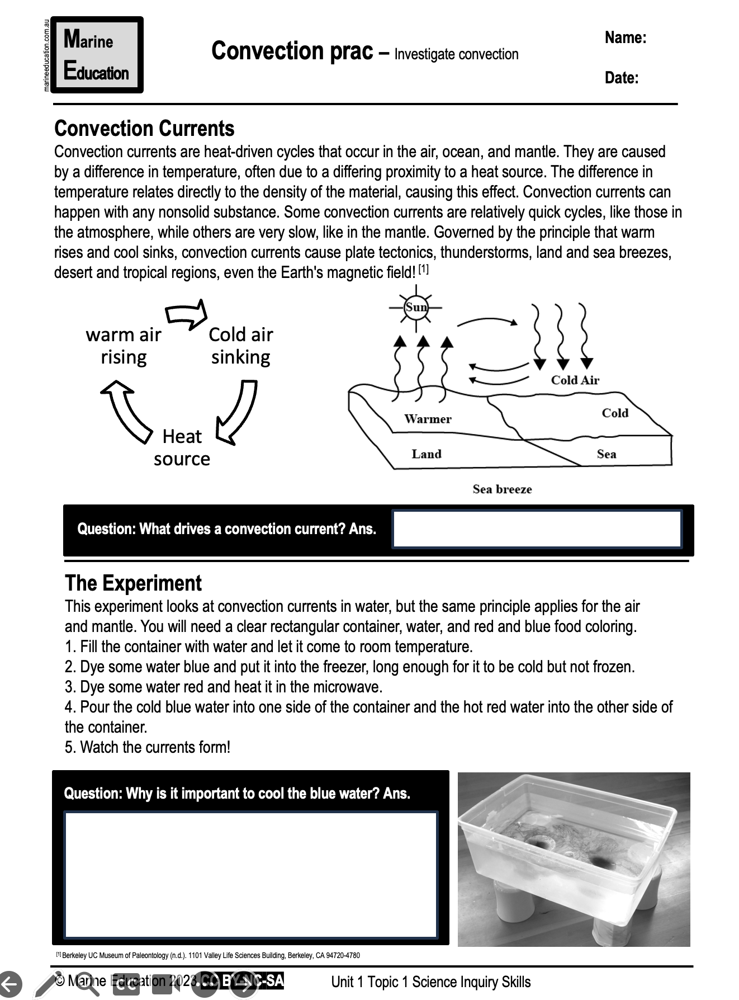 marineeducation.com.au
Marine
Education
Convection prac – Investigate convection
Name:
Date:
Convection Currents
Convection currents are heat-driven cycles that occur in the air, ocean, and mantle. They are caused
by a difference in temperature, often due to a differing proximity to a heat source. The difference in
temperature relates directly to the density of the material, causing this effect. Convection currents can
happen with any nonsolid substance. Some convection currents are relatively quick cycles, like those in
the atmosphere, while others are very slow, like in the mantle. Governed by the principle that warm
rises and cool sinks, convection currents cause plate tectonics, thunderstorms, land and sea breezes,
desert and tropical regions, even the Earth's magnetic field! [1]
warm air
rising
Cold air
sinking
Heat
source
Sun
Cold Air
Warmer
Cold
Land
Sea
Sea breeze
Question: What drives a convection current? Ans.
The Experiment
This experiment looks at convection currents in water, but the same principle applies for the air
and mantle. You will need a clear rectangular container, water, and red and blue food coloring.
1. Fill the container with water and let it come to room temperature.
2. Dye some water blue and put it into the freezer, long enough for it to be cold but not frozen.
3. Dye some water red and heat it in the microwave.
4. Pour the cold blue water into one side of the container and the hot red water into the other side of
the container.
5. Watch the currents form!
Question: Why is it important to cool the blue water? Ans.
[1] Berkeley UC Museum of Paleontology (n.d.). 1101 Valley Life Sciences Building, Berkeley, CA 94720-4780
© Marine Education 2023 CC BY-NC-SA
CC
Unit 1 Topic 1 Science Inquiry Skills